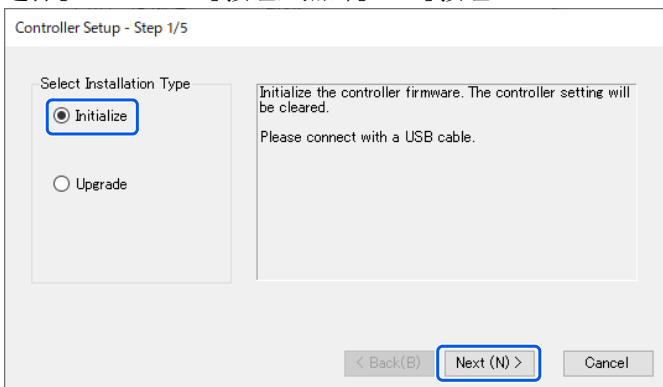 Controller Setup - Step 1/5
Select Installation Type
Initialize
Upgrade
Initialize the controller firmware. The controller setting will
be cleared.
Please connect with a USB cable.
< Back(B)
Next (N) >
Cancel